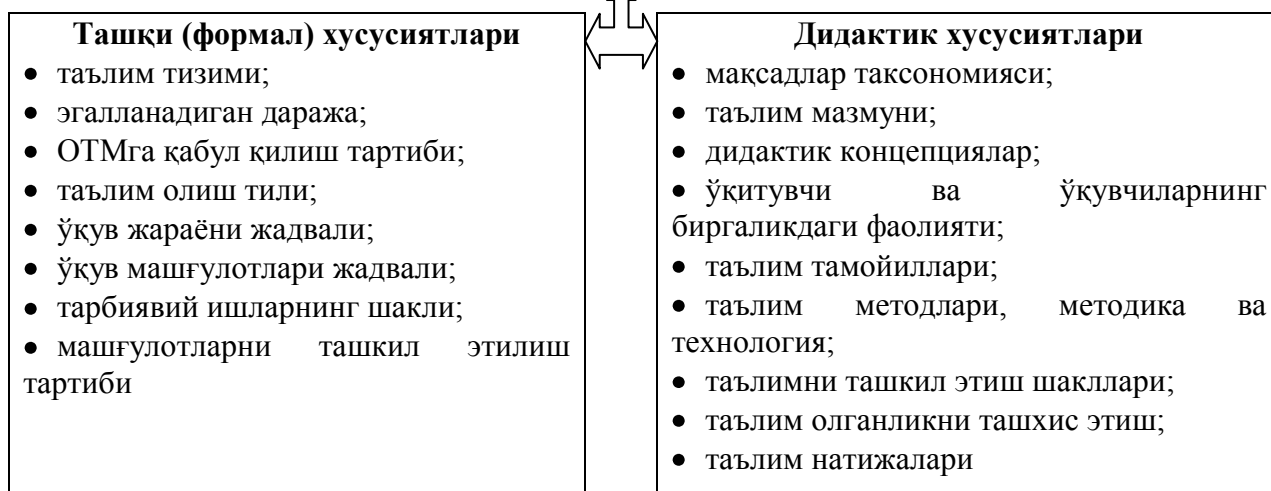 Ташқи (формал) хусусиятлари
• таълим тизими;
• эгалланадиган даража;
• ОТМга қабул қилиш тартиби;
• таълим олиш тили;
• ўқув жараёни жадвали;
• ўқув машғулотлари жадвали;
• тарбиявий ишларнинг шакли;
• машғулотларни ташкил этилиш
тартиби
Дидактик хусусиятлари
• мақсадлар таксономияси;
• таълим мазмуни;
• дидактик концепциялар;
• ўқитувчи ва ўқувчиларнинг
биргаликдаги фаолияти;
• таълим тамойиллари;
• таълим методлари, методика ва
технология;
• таълимни ташкил этиш шакллари;
• таълим олганликни ташхис этиш;
• таълим натижалари